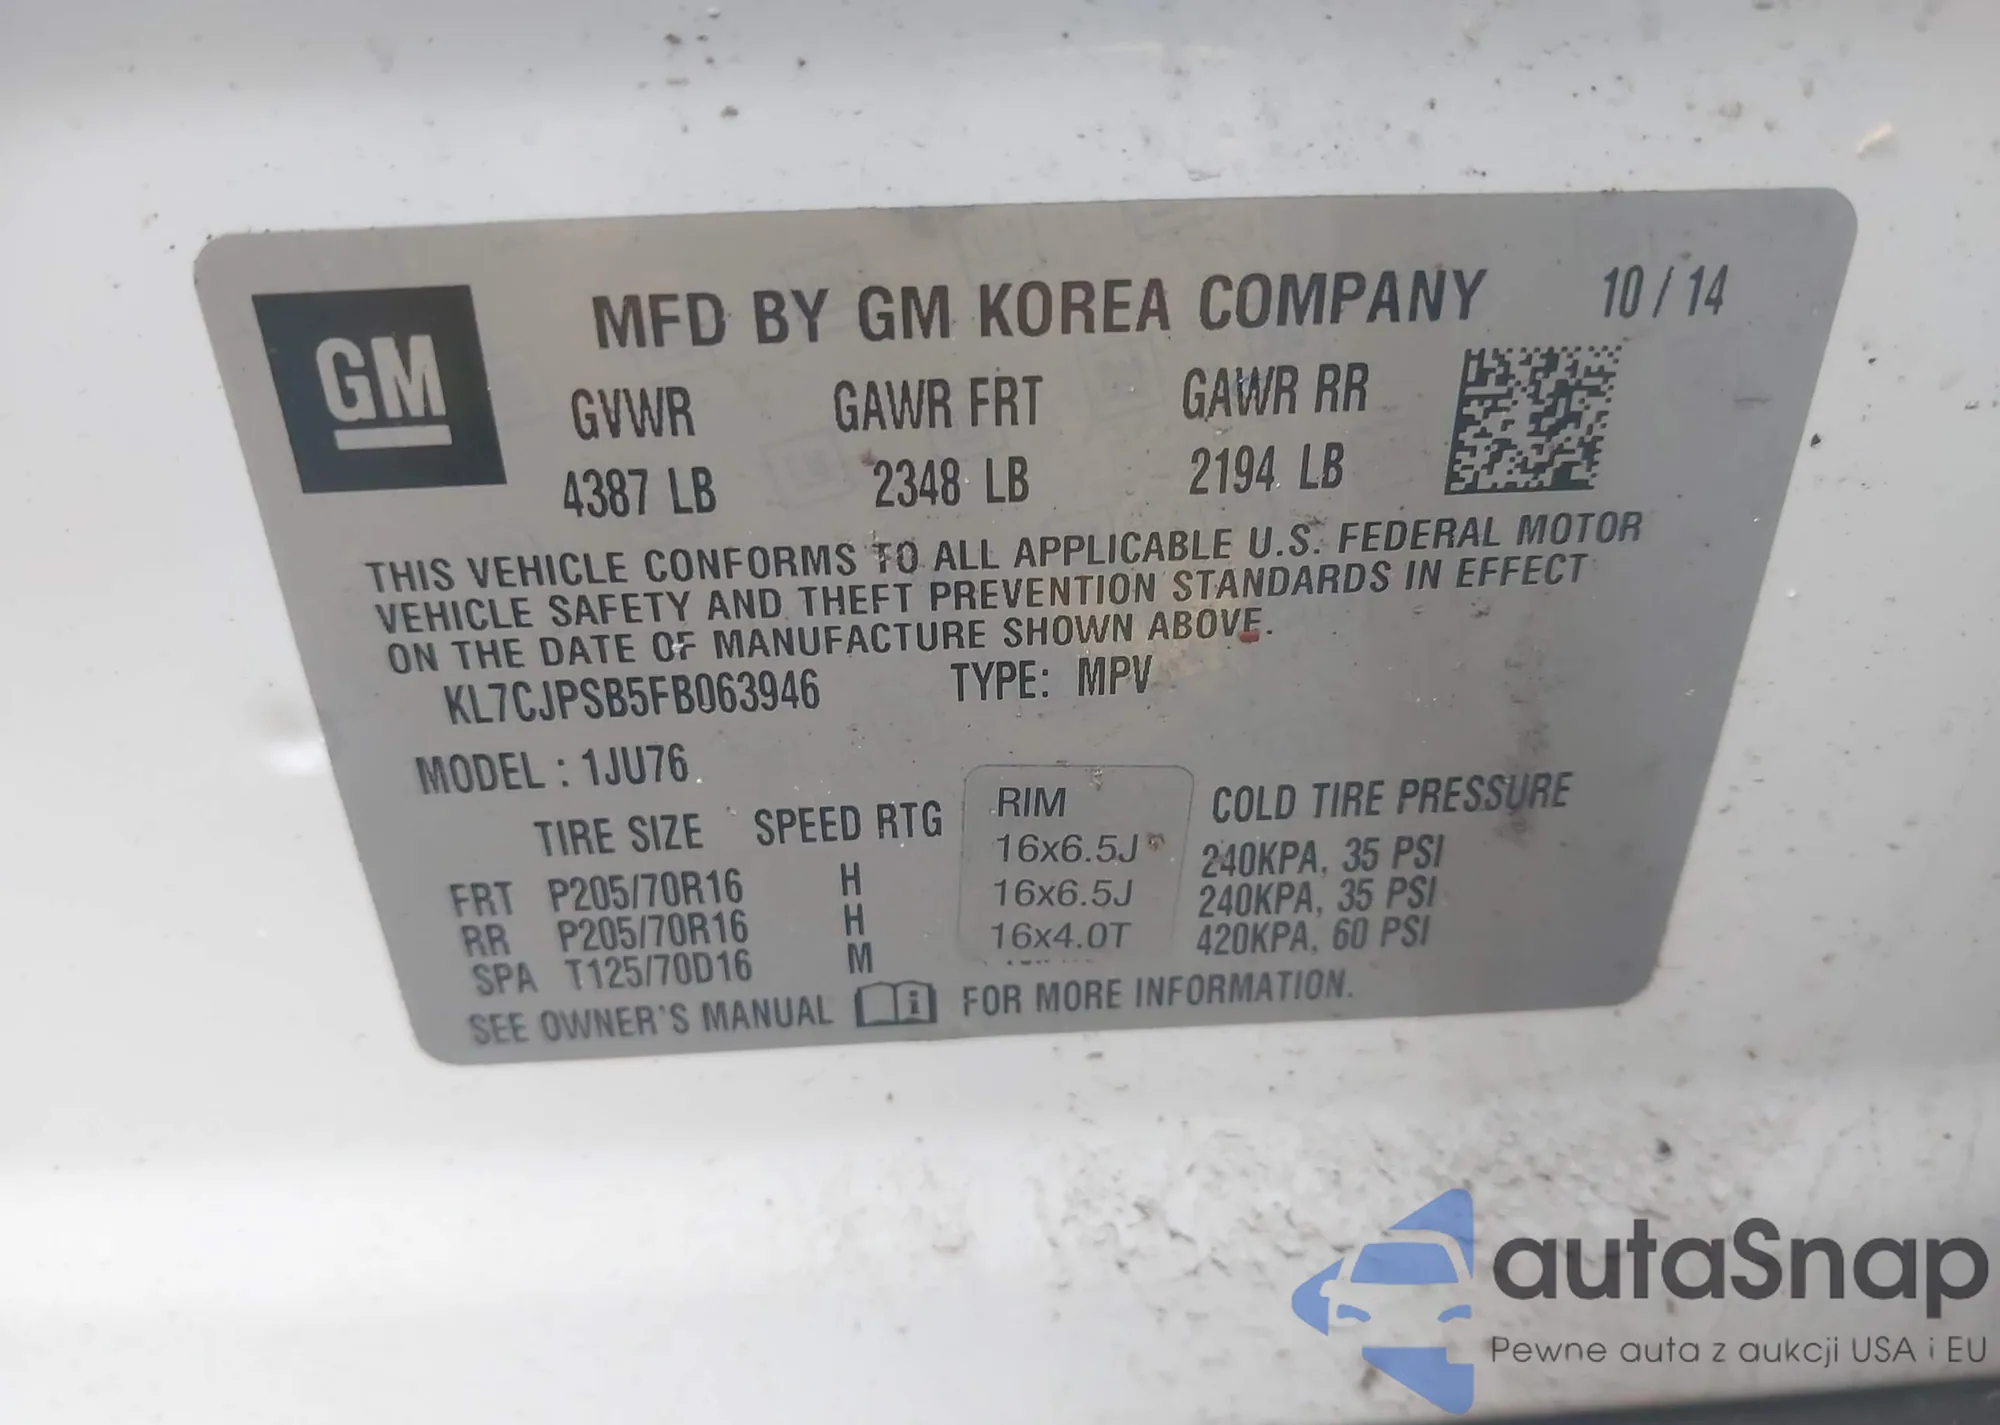 GM
MFD BY GM KOREA COMPANY 10 / 14
GVWR GAWR FRT GAWR RR
4387 LB 2348 LB 2194 LB
THIS VEHICLE CONFORMS TO ALL APPLICABLE U.S. FEDERAL MOTOR
VEHICLE SAFETY AND THEFT PREVENTION STANDARDS IN EFFECT
ON THE DATE OF MANUFACTURE SHOWN ABOVE.
KL7CJPSB5FB063946 TYPE: MPV
MODEL : 1JU76
TIRE SIZE SPEED RTG RIM COLD TIRE PRESSURE
FRT P205/70R16 H 16x6.5J 240KPA, 35 PSI
RR P205/70R16 H 16x6.5J 240KPA, 35 PSI
SPA T125/70D16 M 16x4.0T 420KPA, 60 PSI
SEE OWNER'S MANUAL i FOR MORE INFORMATION.
autaSnap
Pewne auta z aukcji USA i EU